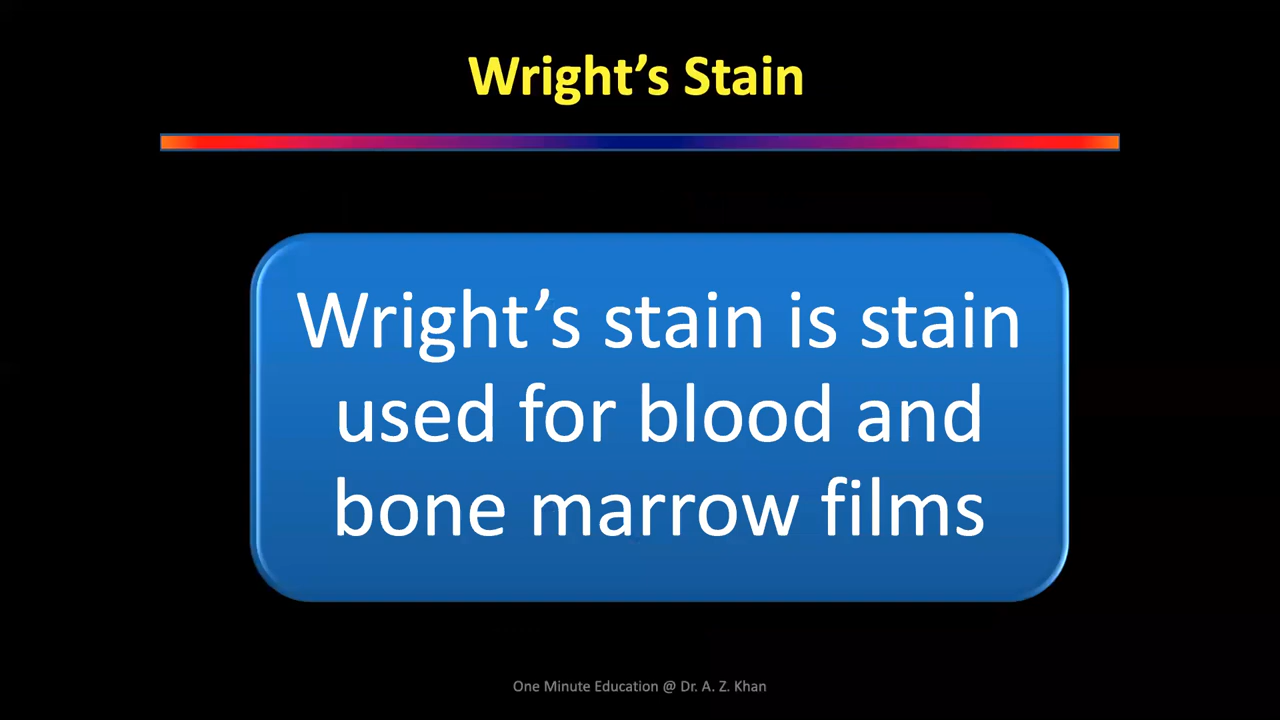 Wright’s Stain
Wright’s stain is stain
used for blood and
bone marrow films
One Minute Education @ Dr. A. Z. Khan